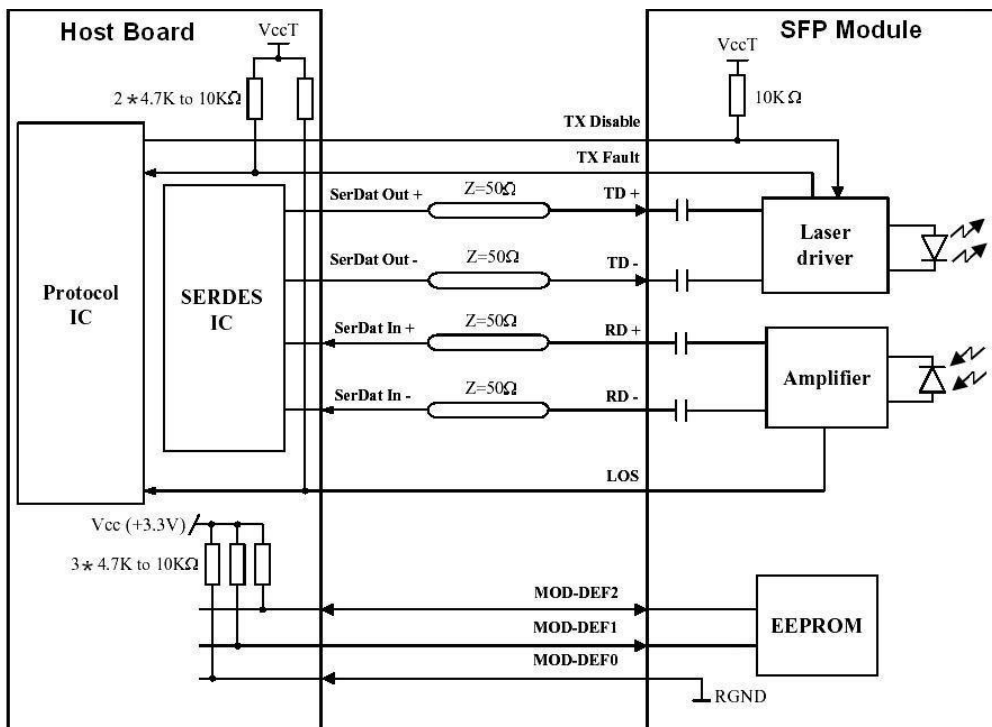 Host Board
SFP Module
VccT
VccT
2*4.7K to 10KΩ
10KΩ
TX Disable
TX Fault
SerDat Out +
Z=50Ω
TD +
Laser
driver
SerDat Out -
Z=50Ω
TD -
Protocol
IC
SERDES
IC
SerDat In +
Z=50Ω
RD +
Amplifier
SerDat In -
Z=50Ω
RD -
LOS
Vcc (+3.3V)
3*4.7K to 10KΩ
MOD-DEF2
EEPROM
MOD-DEF1
MOD-DEF0
RGND